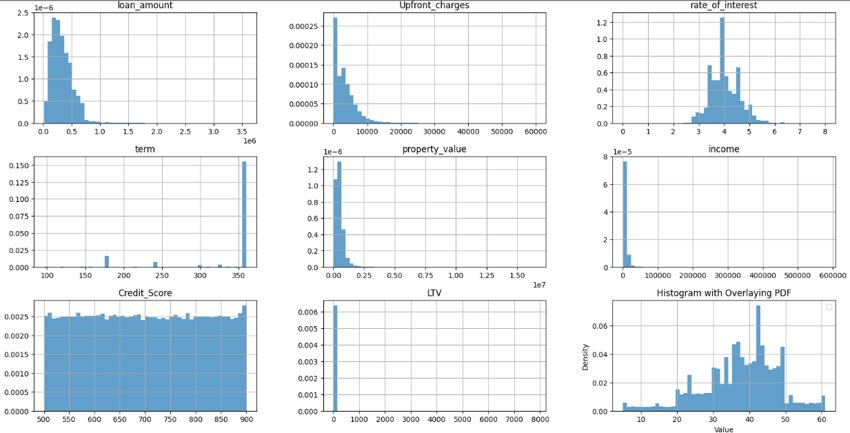 loan_amount
1e−6
2.5
2.0
1.5
1.0
0.5
0.0
0.0 0.5 1.0 1.5 2.0 2.5 3.0 3.5
1e6
Upfront_charges
0.00025
0.00020
0.00015
0.00010
0.00005
0.00000
0 10000 20000 30000 40000 50000 60000
rate_of_interest
1.2
1.0
0.8
0.6
0.4
0.2
0.0
0 1 2 3 4 5 6 7 8
term
0.150
0.125
0.100
0.075
0.050
0.025
0.000
100 150 200 250 300 350
property_value
1e−6
1.2
1.0
0.8
0.6
0.4
0.2
0.0
0.00 0.25 0.50 0.75 1.00 1.25 1.50
1e7
income
1e−5
8
6
4
2
0
0 100000 200000 300000 400000 500000 600000
Credit_Score
0.0025
0.0020
0.0015
0.0010
0.0005
0.0000
500 550 600 650 700 750 800 850 900
LTV
0.006
0.005
0.004
0.003
0.002
0.001
0.000
0 1000 2000 3000 4000 5000 6000 7000 8000
Histogram with Overlaying PDF
Density
0.06
0.04
0.02
0.00
10 20 30 40 50 60
Value